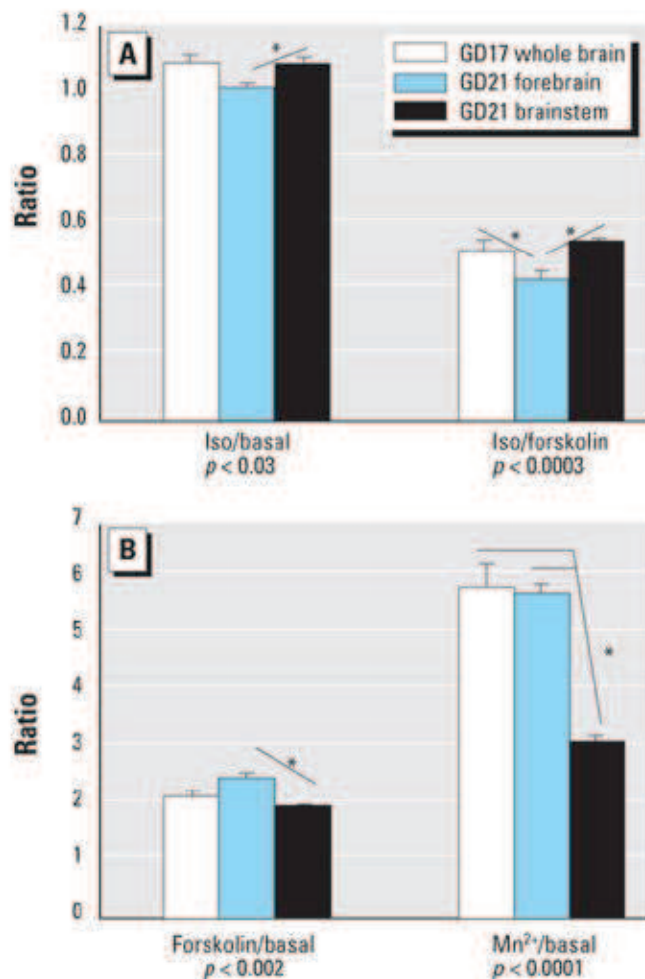 A
GD17 whole brain
GD21 forebrain
GD21 brainstem
Ratio
1.2
1.0
0.8
0.6
0.4
0.2
0.0
*
*
*
Iso/basal
p < 0.03
Iso/forskolin
p < 0.0003
B
Ratio
7
6
5
4
3
2
1
0
*
*
Forskolin/basal
p < 0.002
Mn²⁺/basal
p < 0.0001